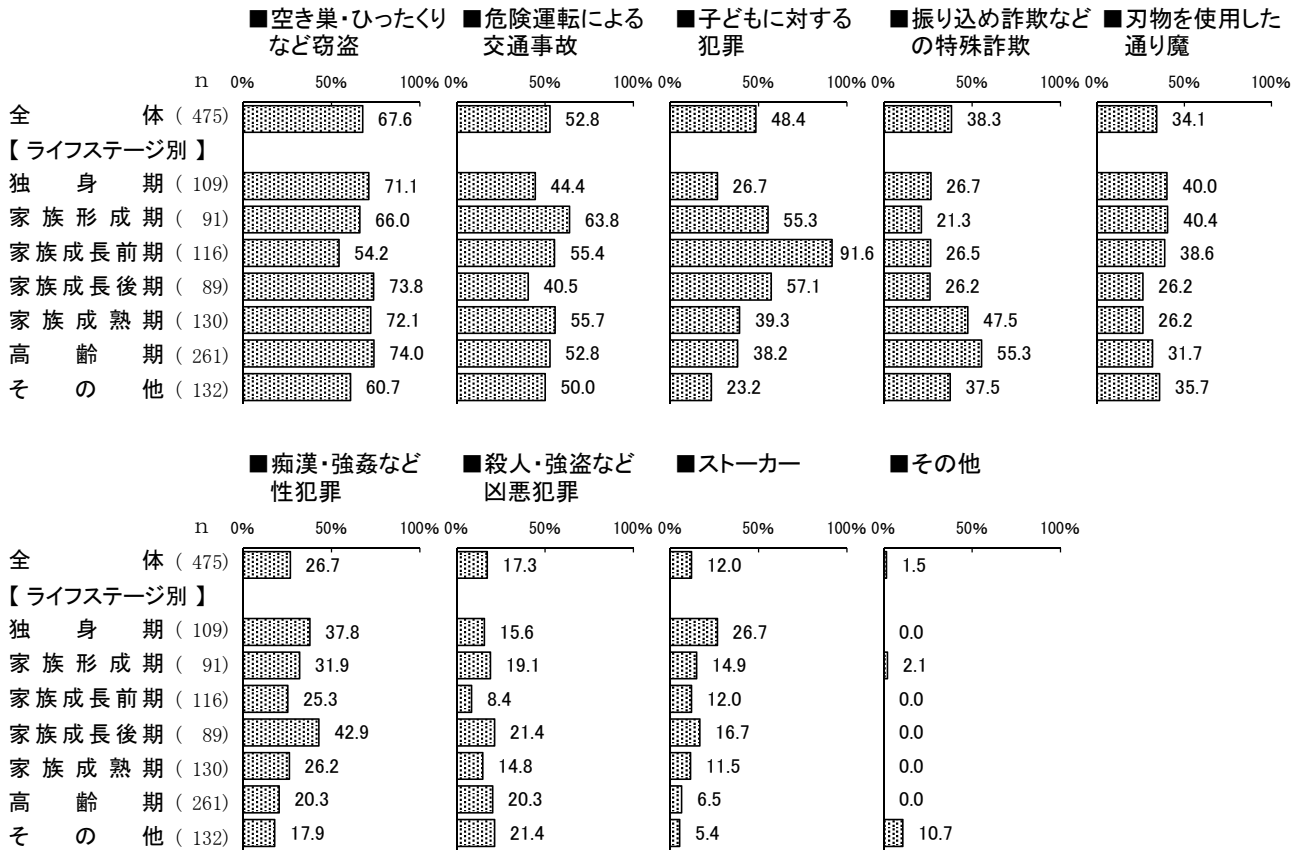 ■空き巣・ひったくり ■危険運転による ■子どもに対する ■振り込め詐欺など ■刃物を使用した
など窃盗 交通事故 犯罪 の特殊詐欺 通り魔
n 0% 50% 100% 0% 50% 100% 0% 50% 100% 0% 50% 100% 0% 50% 100%
全体 ( 475) 67.6 52.8 48.4 38.3 34.1
【 ライフステージ別 】
独身期 ( 109) 71.1 44.4 26.7 26.7 40.0
家族形成期 ( 91) 66.0 63.8 55.3 21.3 40.4
家族成長前期 ( 116) 54.2 55.4 91.6 26.5 38.6
家族成長後期 ( 89) 73.8 40.5 57.1 26.2 26.2
家族成熟期 ( 130) 72.1 55.7 39.3 47.5 26.2
高齢期 ( 261) 74.0 52.8 38.2 55.3 31.7
その他 ( 132) 60.7 50.0 23.2 37.5 35.7
■痴漢・強姦など ■殺人・強盗など ■ストーカー ■その他
性犯罪 凶悪犯罪
n 0% 50% 100% 0% 50% 100% 0% 50% 100% 0% 50% 100%
全体 ( 475) 26.7 17.3 12.0 1.5
【 ライフステージ別 】
独身期 ( 109) 37.8 15.6 26.7 0.0
家族形成期 ( 91) 31.9 19.1 14.9 2.1
家族成長前期 ( 116) 25.3 8.4 12.0 0.0
家族成長後期 ( 89) 42.9 21.4 16.7 0.0
家族成熟期 ( 130) 26.2 14.8 11.5 0.0
高齢期 ( 261) 20.3 20.3 6.5 0.0
その他 ( 132) 17.9 21.4 5.4 10.7